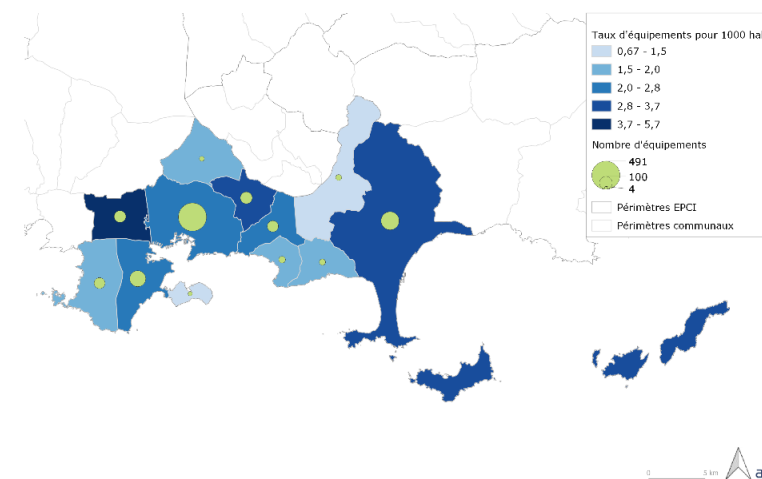 Taux d'équipements pour 1000 hal
0,67 - 1,5
1,5 - 2,0
2,0 - 2,8
2,8 - 3,7
3,7 - 5,7
Nombre d'équipements
491
100
4
Périmètres EPCI
Périmètres communaux
0 5 km
a